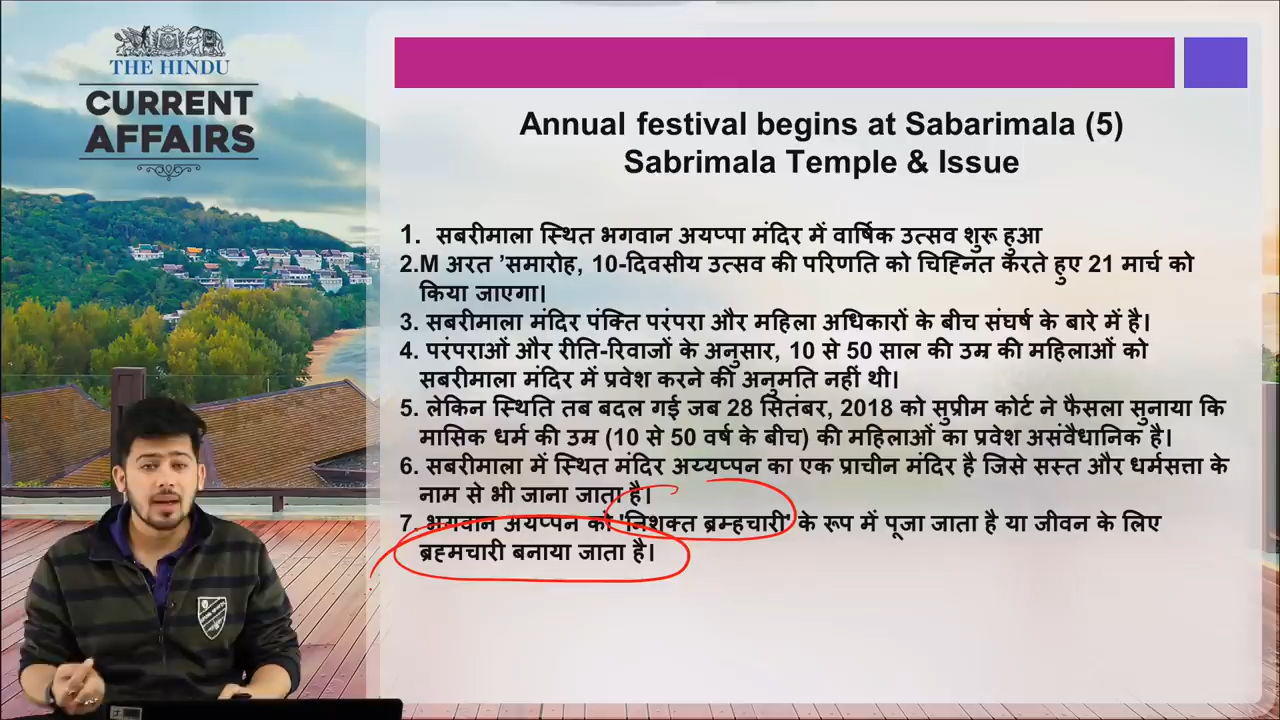 THE HINDU
CURRENT
AFFAIRS
Annual festival begins at Sabarimala (5)
Sabrimala Temple & Issue
1. सबरीमाला स्थित भगवान अयप्पा मंदिर में वार्षिक उत्सव शुरू हुआ
2.M अरत ’समारोह, 10-दिवसीय उत्सव की परिणति को चिह्नित करते हुए 21 मार्च को
किया जाएगा।
3. सबरीमाला मंदिर पंक्ति परंपरा और महिला अधिकारों के बीच संघर्ष के बारे में है।
4. परंपराओं और रीति-रिवाजों के अनुसार, 10 से 50 साल की उम्र की महिलाओं को
सबरीमाला मंदिर में प्रवेश करने की अनुमति नहीं थी।
5. लेकिन स्थिति तब बदल गई जब 28 सितंबर, 2018 को सुप्रीम कोर्ट ने फैसला सुनाया कि
मासिक धर्म की उम्र (10 से 50 वर्ष के बीच) की महिलाओं का प्रवेश असंवैधानिक है।
6. सबरीमाला में स्थित मंदिर अय्यप्पन का एक प्राचीन मंदिर है जिसे सस्त और धर्मसत्ता के
नाम से भी जाना जाता है।
7. भगवान अयप्पन को 'निशक्त ब्रम्हचारी' के रूप में पूजा जाता है या जीवन के लिए
ब्रह्मचारी बनाया जाता है।